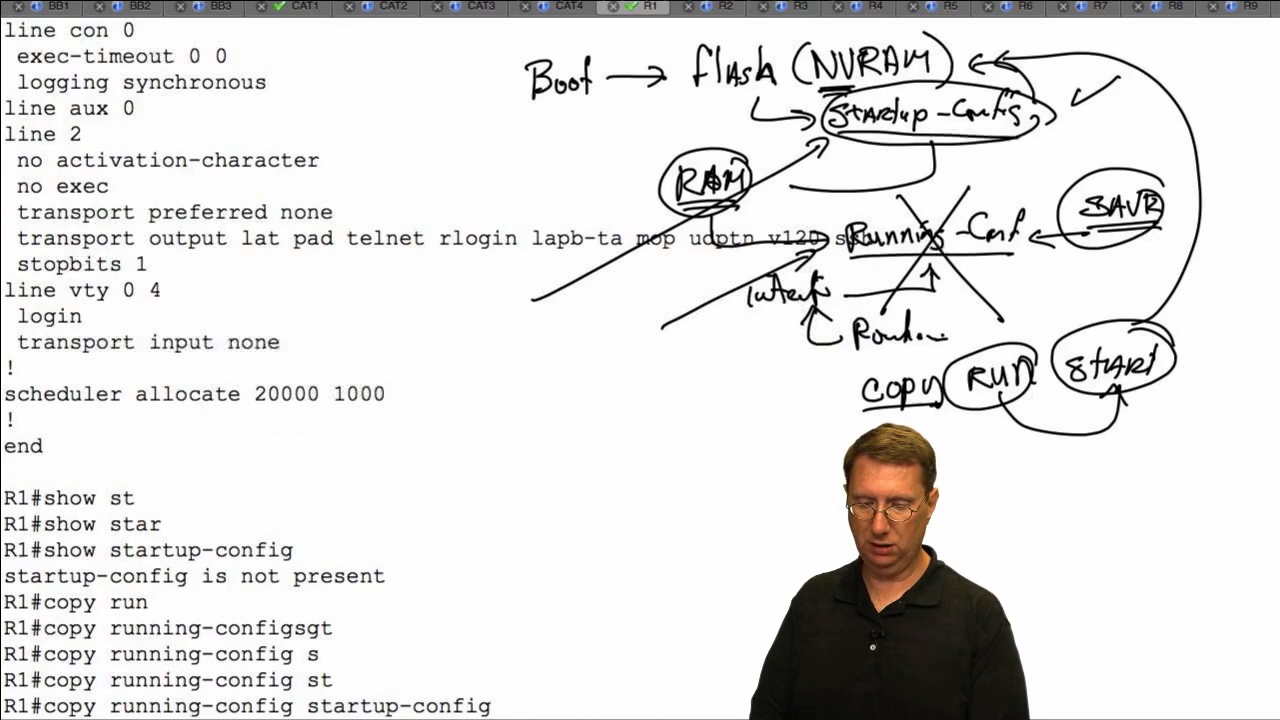 BB1 BB2 BB3 CAT1 CAT2 CAT3 CAT4 R1 R2 R3 R4 R5 R6 R7 R8 R9
line con 0
exec-timeout 0 0
logging synchronous
line aux 0
line 2
no activation-character
no exec
transport preferred none
transport output lat pad telnet rlogin lapb-ta mop udptn v120 s
stopbits 1
line vty 0 4
login
transport input none
!
scheduler allocate 20000 1000
!
end
R1#show st
R1#show star
R1#show startup-config
startup-config is not present
R1#copy run
R1#copy running-configsgt
R1#copy running-config s
R1#copy running-config st
R1#copy running-config startup-config
Boot flash (NVRAM)
Startup-Config
RAM
Running-Conf
SAVE
copy RUN START